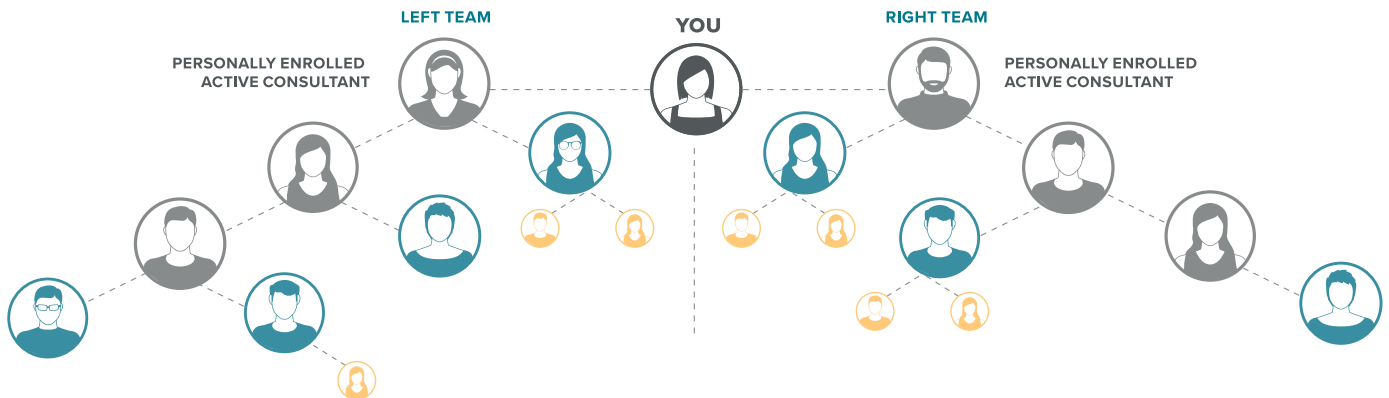 LEFT TEAM
YOU
RIGHT TEAM
PERSONALLY ENROLLED
ACTIVE CONSULTANT
PERSONALLY ENROLLED
ACTIVE CONSULTANT